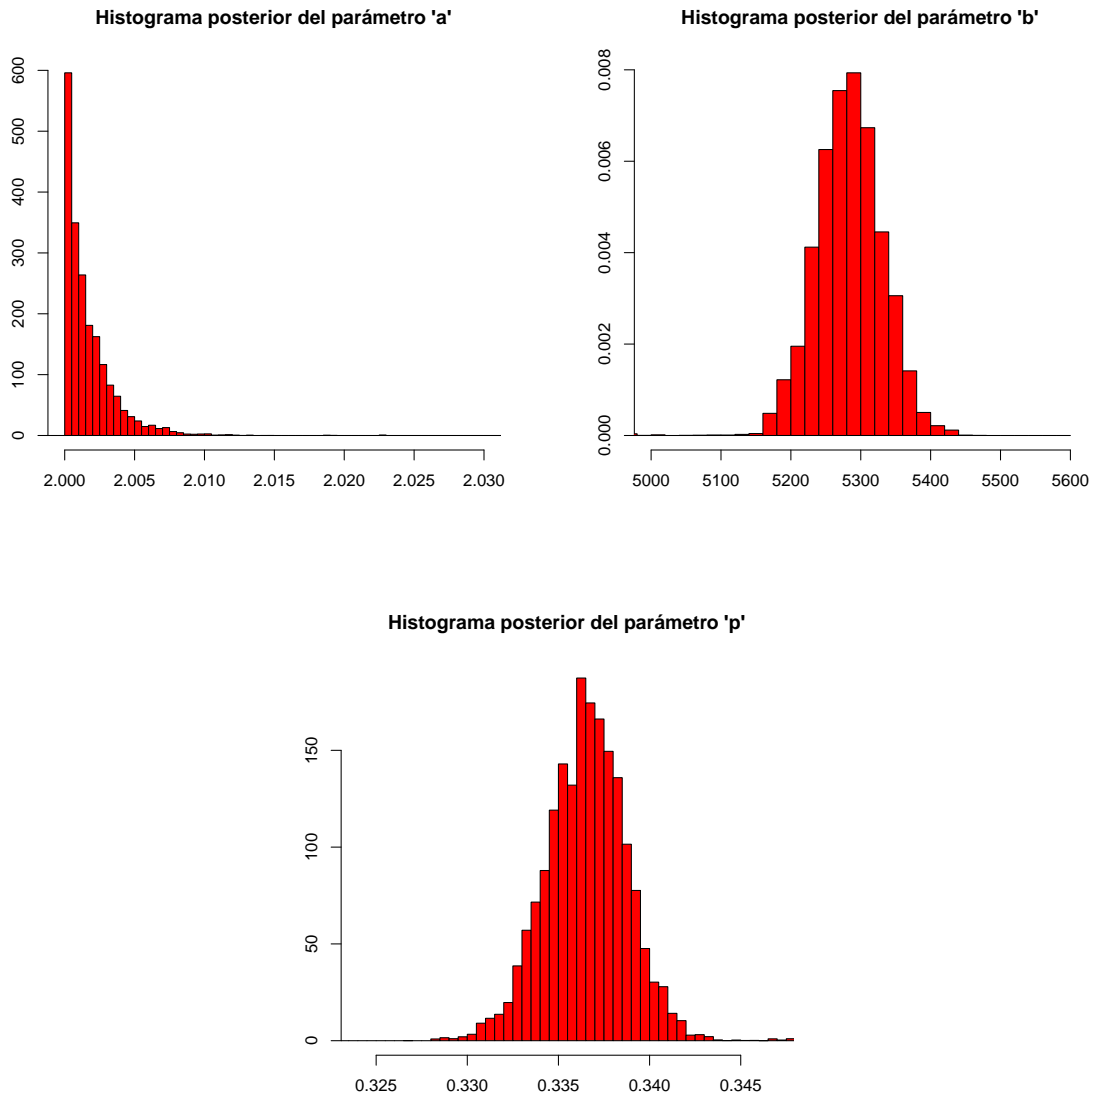 Histograma posterior del parámetro 'a'
600
500
400
300
200
100
0
2.000 2.005 2.010 2.015 2.020 2.025 2.030
Histograma posterior del parámetro 'b'
0.008
0.006
0.004
0.002
0.000
5000 5100 5200 5300 5400 5500 5600
Histograma posterior del parámetro 'p'
150
100
50
0
0.325 0.330 0.335 0.340 0.345